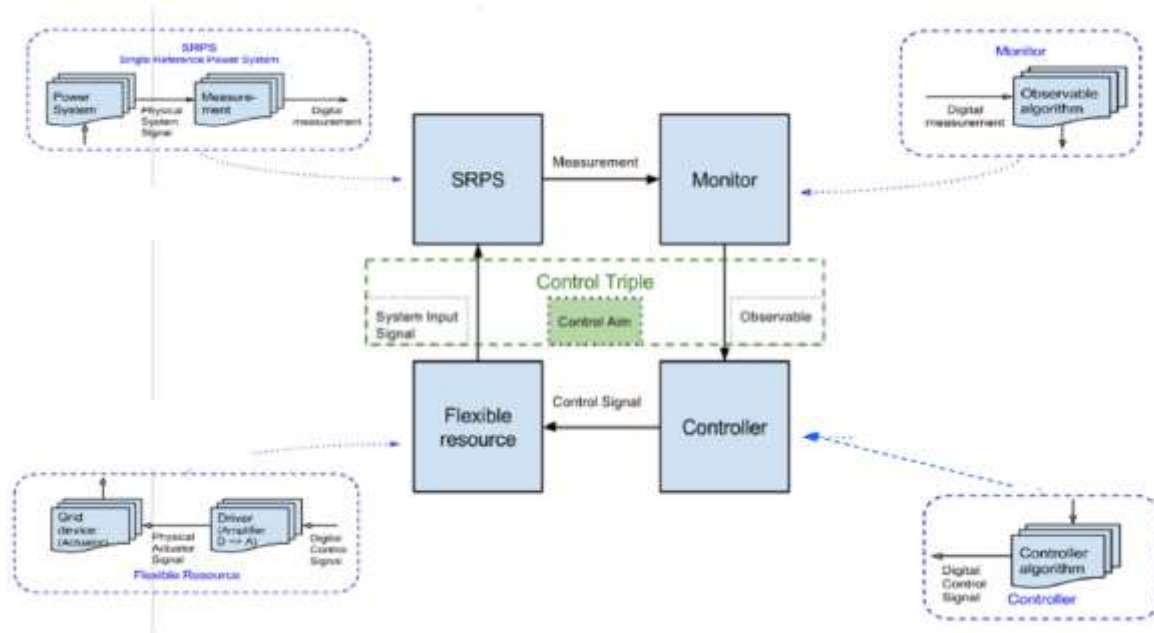 SRPS
Single Reference Power System
Power
System
Measure-
ment
Physical
System
Signal
Digital
measurement
Monitor
Observable
algorithm
Digital
measurement
SRPS
Measurement
Monitor
Control Triple
System Input
Signal
Control Aim
Observable
Flexible
resource
Control Signal
Controller
Grid
device
(Actuator)
Driver
(Amplifier
D => A)
Physical
Actuator
Signal
Digital
Control
Signal
Flexible Resource
Controller
algorithm
Digital
Control
Signal
Controller